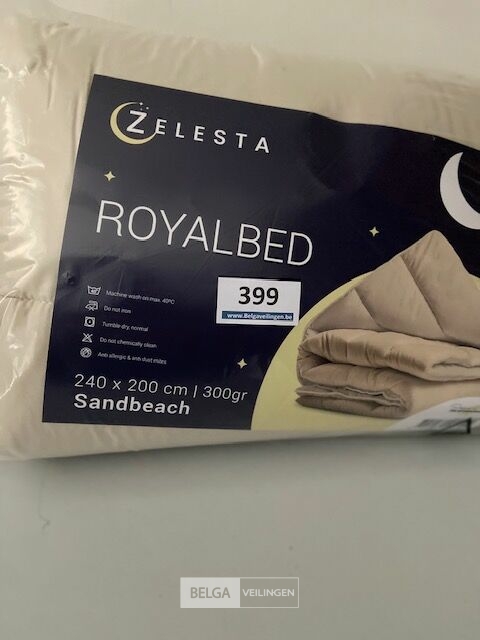 ZELESTA
ROYALBED
399
www.Belgaveilingen.be
Machine wash on max. 40ºC
Do not iron
Tumble dry, normal
Do not chemically clean
Anti allergic & anti dust mites
240 x 200 cm | 300gr
Sandbeach
BELGA VEILINGEN